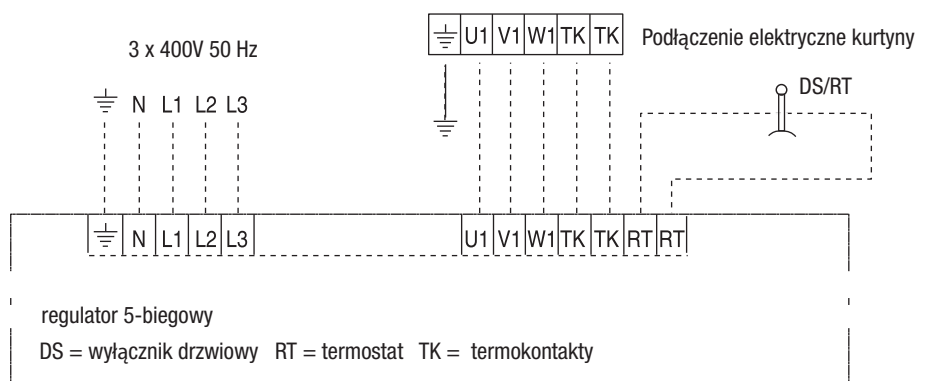 U1 V1 W1 TK TK Podłączenie elektryczne kurtyny
3 x 400V 50 Hz
DS/RT
N L1 L2 L3
N L1 L2 L3 U1 V1 W1 TK TK RT RT
regulator 5-biegowy
DS = wyłącznik drzwiowy RT = termostat TK = termokontakty